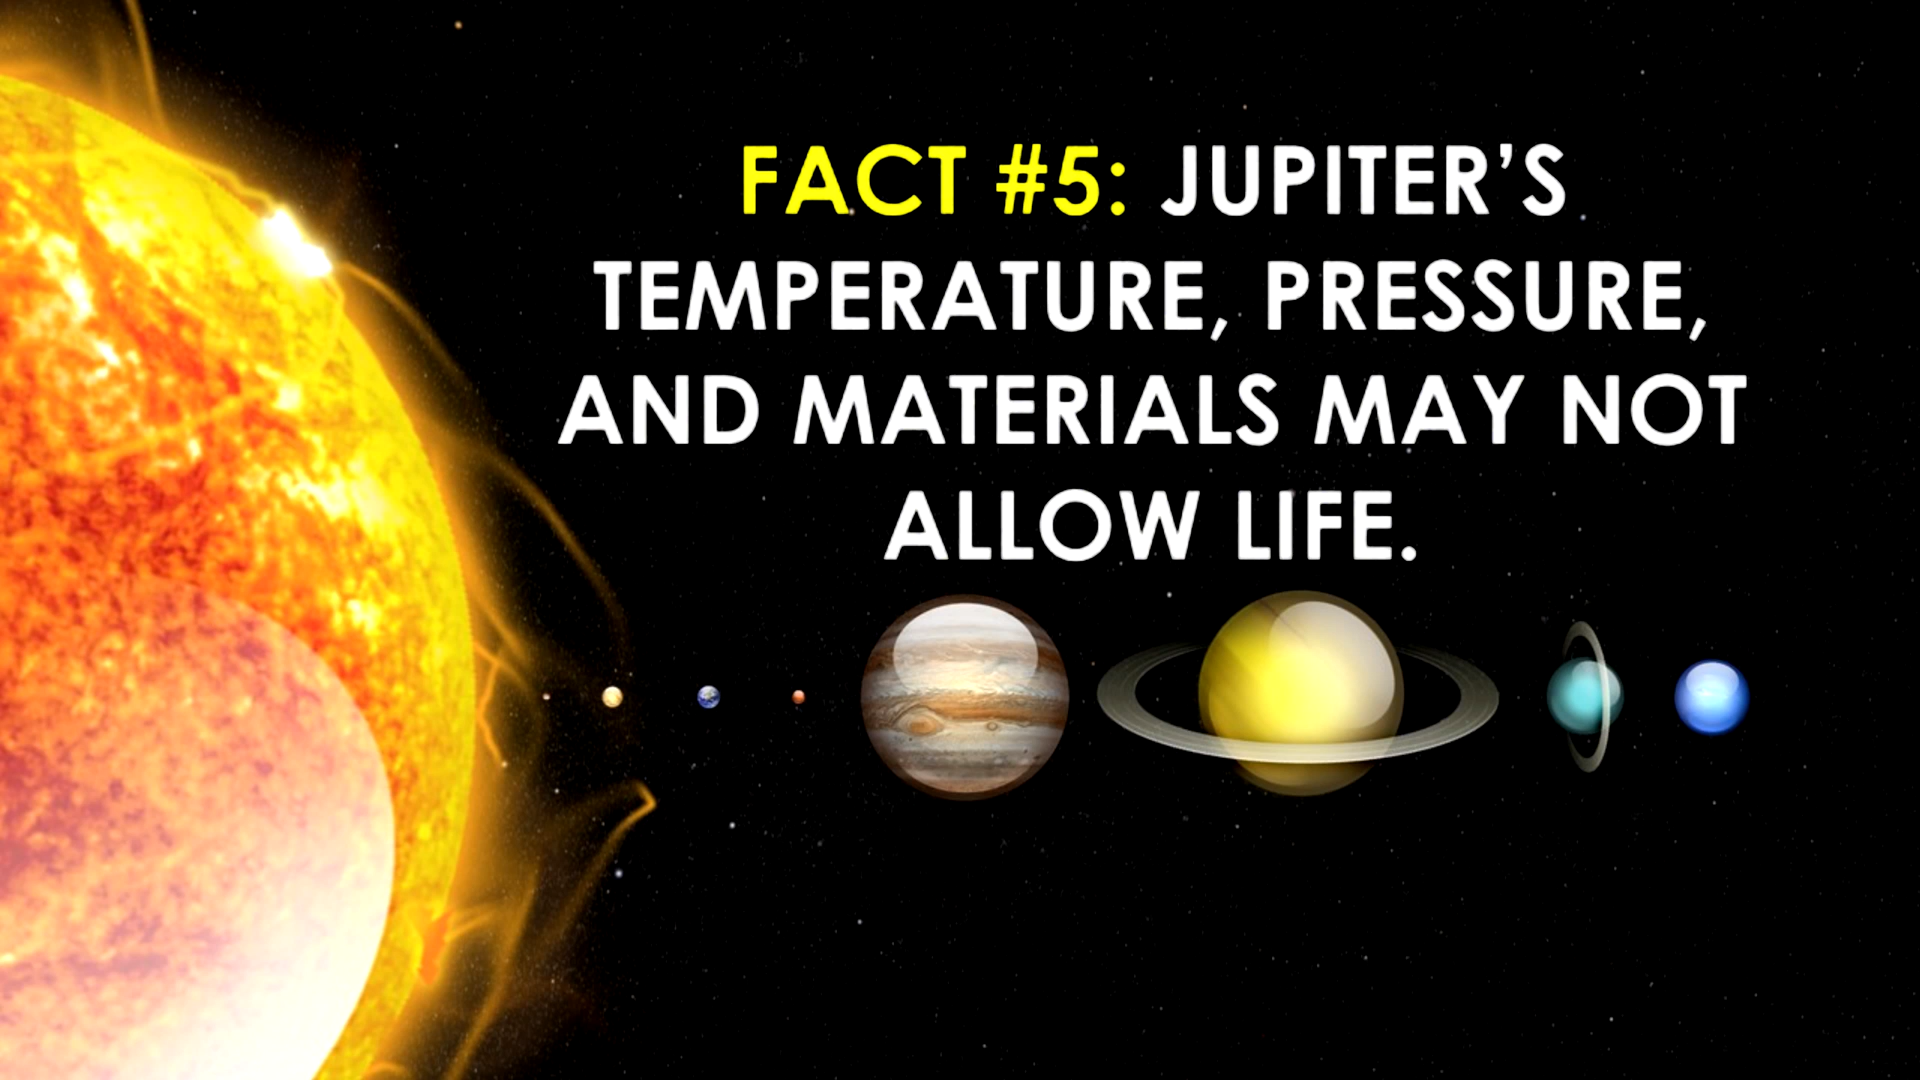 FACT #5: JUPITER’S
TEMPERATURE, PRESSURE,
AND MATERIALS MAY NOT
ALLOW LIFE.